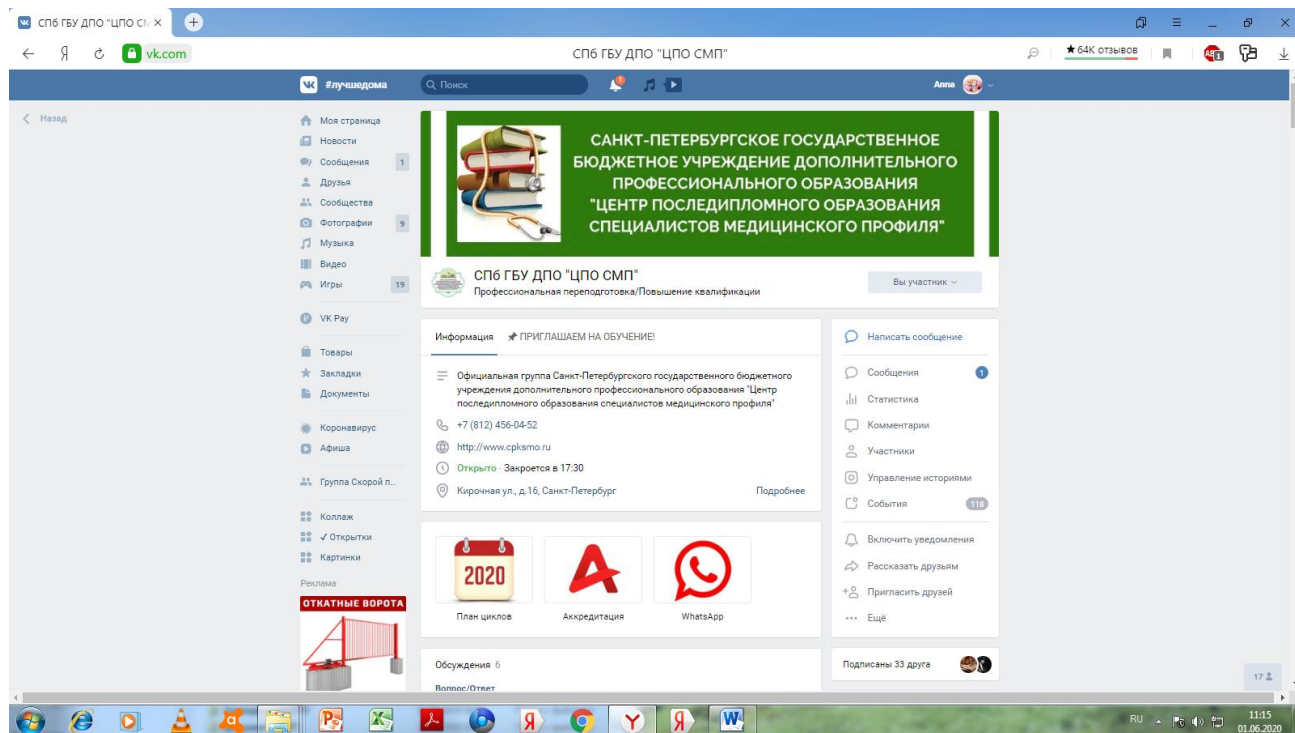 СПб ГБУ ДПО "ЦПО СМ
vk.com
СПб ГБУ ДПО "ЦПО СМП"
★ 64K отзывов
#лучшедома
Поиск
Anna
Назад
Моя страница
Новости
Сообщения 1
Друзья
Сообщества
Фотографии 9
Музыка
Видео
Игры 19
VK Pay
Товары
Закладки
Документы
Коронавирус
Афиша
Группа Скорой п..
Коллаж
✓ Открытки
Картинки
Реклама
ОТКАТНЫЕ ВОРОТА
САНКТ-ПЕТЕРБУРГСКОЕ ГОСУДАРСТВЕННОЕ
БЮДЖЕТНОЕ УЧРЕЖДЕНИЕ ДОПОЛНИТЕЛЬНОГО
ПРОФЕССИОНАЛЬНОГО ОБРАЗОВАНИЯ
"ЦЕНТР ПОСЛЕДИПЛОМНОГО ОБРАЗОВАНИЯ
СПЕЦИАЛИСТОВ МЕДИЦИНСКОГО ПРОФИЛЯ"
СПб ГБУ ДПО "ЦПО СМП"
Профессиональная переподготовка/Повышение квалификации
Вы участник
Информация
ПРИГЛАШАЕМ НА ОБУЧЕНИЕ!
Официальная группа Санкт-Петербургского государственного бюджетного
учреждения дополнительного профессионального образования "Центр
последипломного образования специалистов медицинского профиля"
+7 (812) 456-04-52
http://www.cpksmo.ru
Открыто · Закроется в 17:30
Кирочная ул., д.16, Санкт-Петербург
Подробнее
2020
План циклов
Аккредитация
WhatsApp
Обсуждения 6
Вопрос/Ответ
Написать сообщение
Сообщения 1
Статистика
Комментарии
Участники
Управление историями
События 118
Включить уведомления
Рассказать друзьям
Пригласить друзей
Ещё
Подписаны 33 друга
17
RU
11:15
01.06.2020